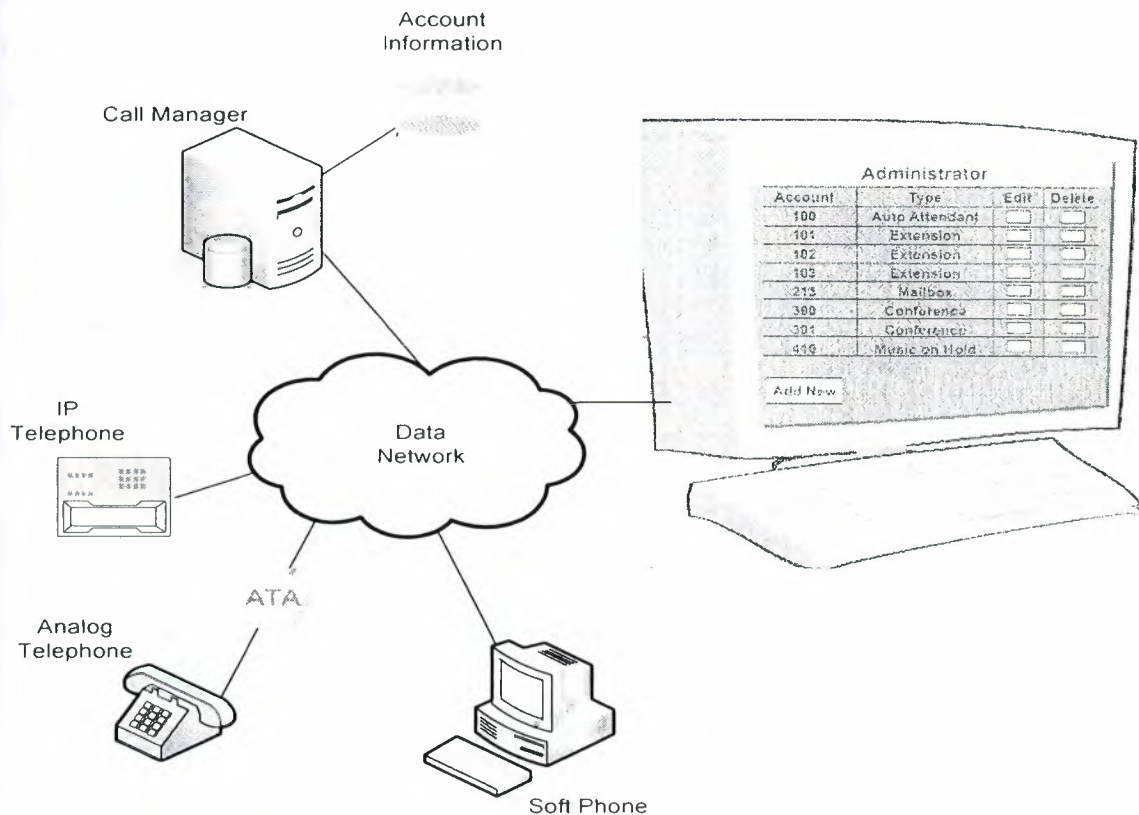 Account
Information
Call Manager
Administrator
Account Type Edit Delete
100 Auto Attendant
101 Extension
102 Extension
103 Extension
215 Mailbox
300 Conference
301 Conference
410 Music on Hold
Add New
IP
Telephone
Data
Network
ATA
Analog
Telephone
Soft Phone